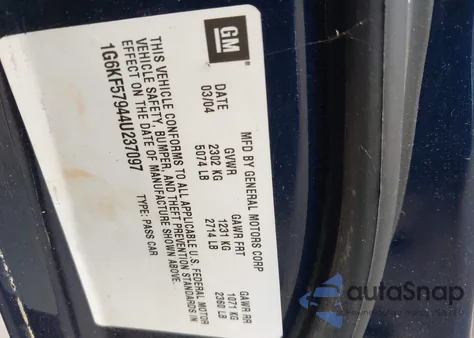 GM
MFD BY GENERAL MOTORS CORP
DATE GVWR GAWR FRT GAWR RR
03/04 2302 KG 1231 KG 1071 KG
5074 LB 2714 LB 2360 LB
THIS VEHICLE CONFORMS TO ALL APPLICABLE U.S. FEDERAL MOTOR
VEHICLE SAFETY, BUMPER, AND THEFT PREVENTION STANDARDS IN
EFFECT ON THE DATE OF MANUFACTURE SHOWN ABOVE.
1G6KF57944U237097 TYPE: PASS CAR
autoSnap